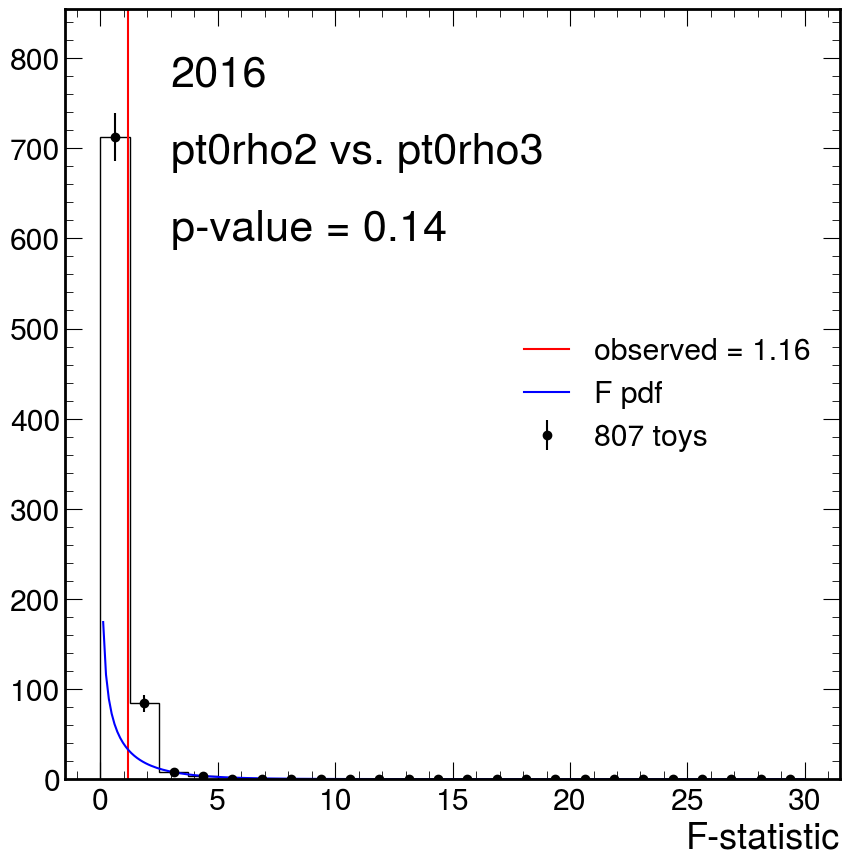 2016
pt0rho2 vs. pt0rho3
p-value = 0.14
observed = 1.16
F pdf
807 toys
800
700
600
500
400
300
200
100
0
0 5 10 15 20 25 30
F-statistic